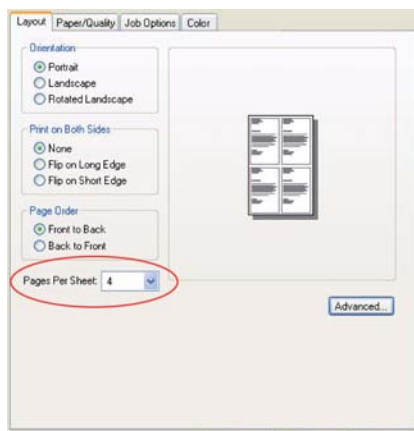 Layout Paper/Quality Job Options Color
Orientation
Portrait
Landscape
Rotated Landscape
Print on Both Sides
None
Flip on Long Edge
Flip on Short Edge
Page Order
Front to Back
Back to Front
Pages Per Sheet: 4
Advanced...